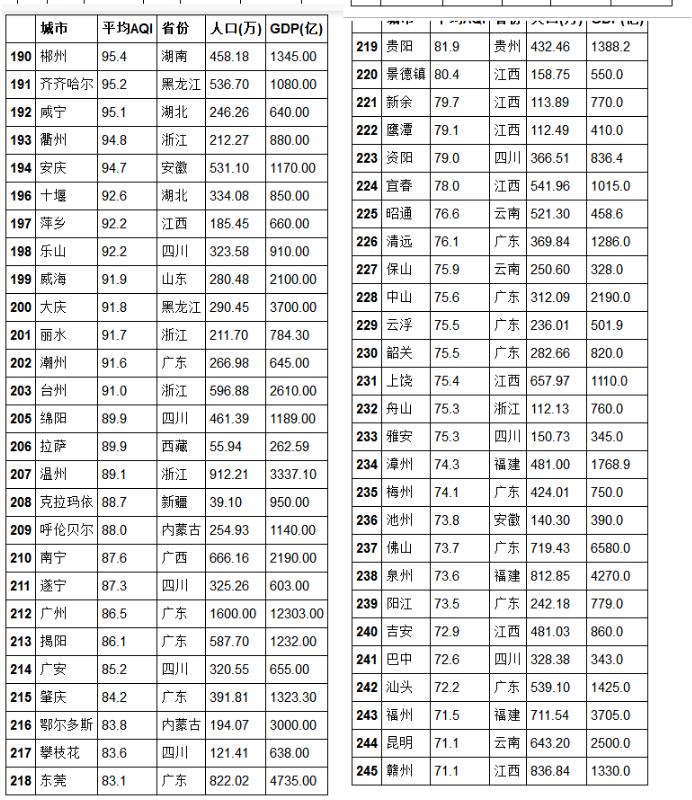 城市 平均AQI 省份 人口(万) GDP(亿)
190 郴州 95.4 湖南 458.18 1345.00
191 齐齐哈尔 95.2 黑龙江 536.70 1080.00
192 咸宁 95.1 湖北 246.26 640.00
193 衢州 94.8 浙江 212.27 880.00
194 安庆 94.7 安徽 531.10 1170.00
196 十堰 92.6 湖北 334.08 850.00
197 萍乡 92.2 江西 185.45 660.00
198 乐山 92.2 四川 323.58 910.00
199 威海 91.9 山东 280.48 2100.00
200 大庆 91.8 黑龙江 290.45 3700.00
201 丽水 91.7 浙江 211.70 784.30
202 潮州 91.6 广东 266.98 645.00
203 台州 91.0 浙江 596.88 2610.00
205 绵阳 89.9 四川 461.39 1189.00
206 拉萨 89.9 西藏 55.94 262.59
207 温州 89.1 浙江 912.21 3337.10
208 克拉玛依 88.7 新疆 39.10 950.00
209 呼伦贝尔 88.0 内蒙古 254.93 1140.00
210 南宁 87.6 广西 666.16 2190.00
211 遂宁 87.3 四川 325.26 603.00
212 广州 86.5 广东 1600.00 12303.00
213 揭阳 86.1 广东 587.70 1232.00
214 广安 85.2 四川 320.55 655.00
215 肇庆 84.2 广东 391.81 1323.30
216 鄂尔多斯 83.8 内蒙古 194.07 3000.00
217 攀枝花 83.6 四川 121.41 638.00
218 东莞 83.1 广东 822.02 4735.00
城市 平均AQI 省份 人口(万) GDP(亿)
219 贵阳 81.9 贵州 432.46 1388.2
220 景德镇 80.4 江西 158.75 550.0
221 新余 79.7 江西 113.89 770.0
222 鹰潭 79.1 江西 112.49 410.0
223 资阳 79.0 四川 366.51 836.4
224 宜春 78.0 江西 541.96 1015.0
225 昭通 76.6 云南 521.30 458.6
226 清远 76.1 广东 369.84 1286.0
227 保山 75.9 云南 250.60 328.0
228 中山 75.6 广东 312.09 2190.0
229 云浮 75.5 广东 236.01 501.9
230 韶关 75.5 广东 282.66 820.0
231 上饶 75.4 江西 657.97 1110.0
232 舟山 75.3 浙江 112.13 760.0
233 雅安 75.3 四川 150.73 345.0
234 漳州 74.3 福建 481.00 1768.9
235 梅州 74.1 广东 424.01 750.0
236 池州 73.8 安徽 140.30 390.0
237 佛山 73.7 广东 719.43 6580.0
238 泉州 73.6 福建 812.85 4270.0
239 阳江 73.5 广东 242.18 779.0
240 吉安 72.9 江西 481.03 860.0
241 巴中 72.6 四川 328.38 343.0
242 汕头 72.2 广东 539.10 1425.0
243 福州 71.5 福建 711.54 3705.0
244 昆明 71.1 云南 643.20 2500.0
245 赣州 71.1 江西 836.84 1330.0